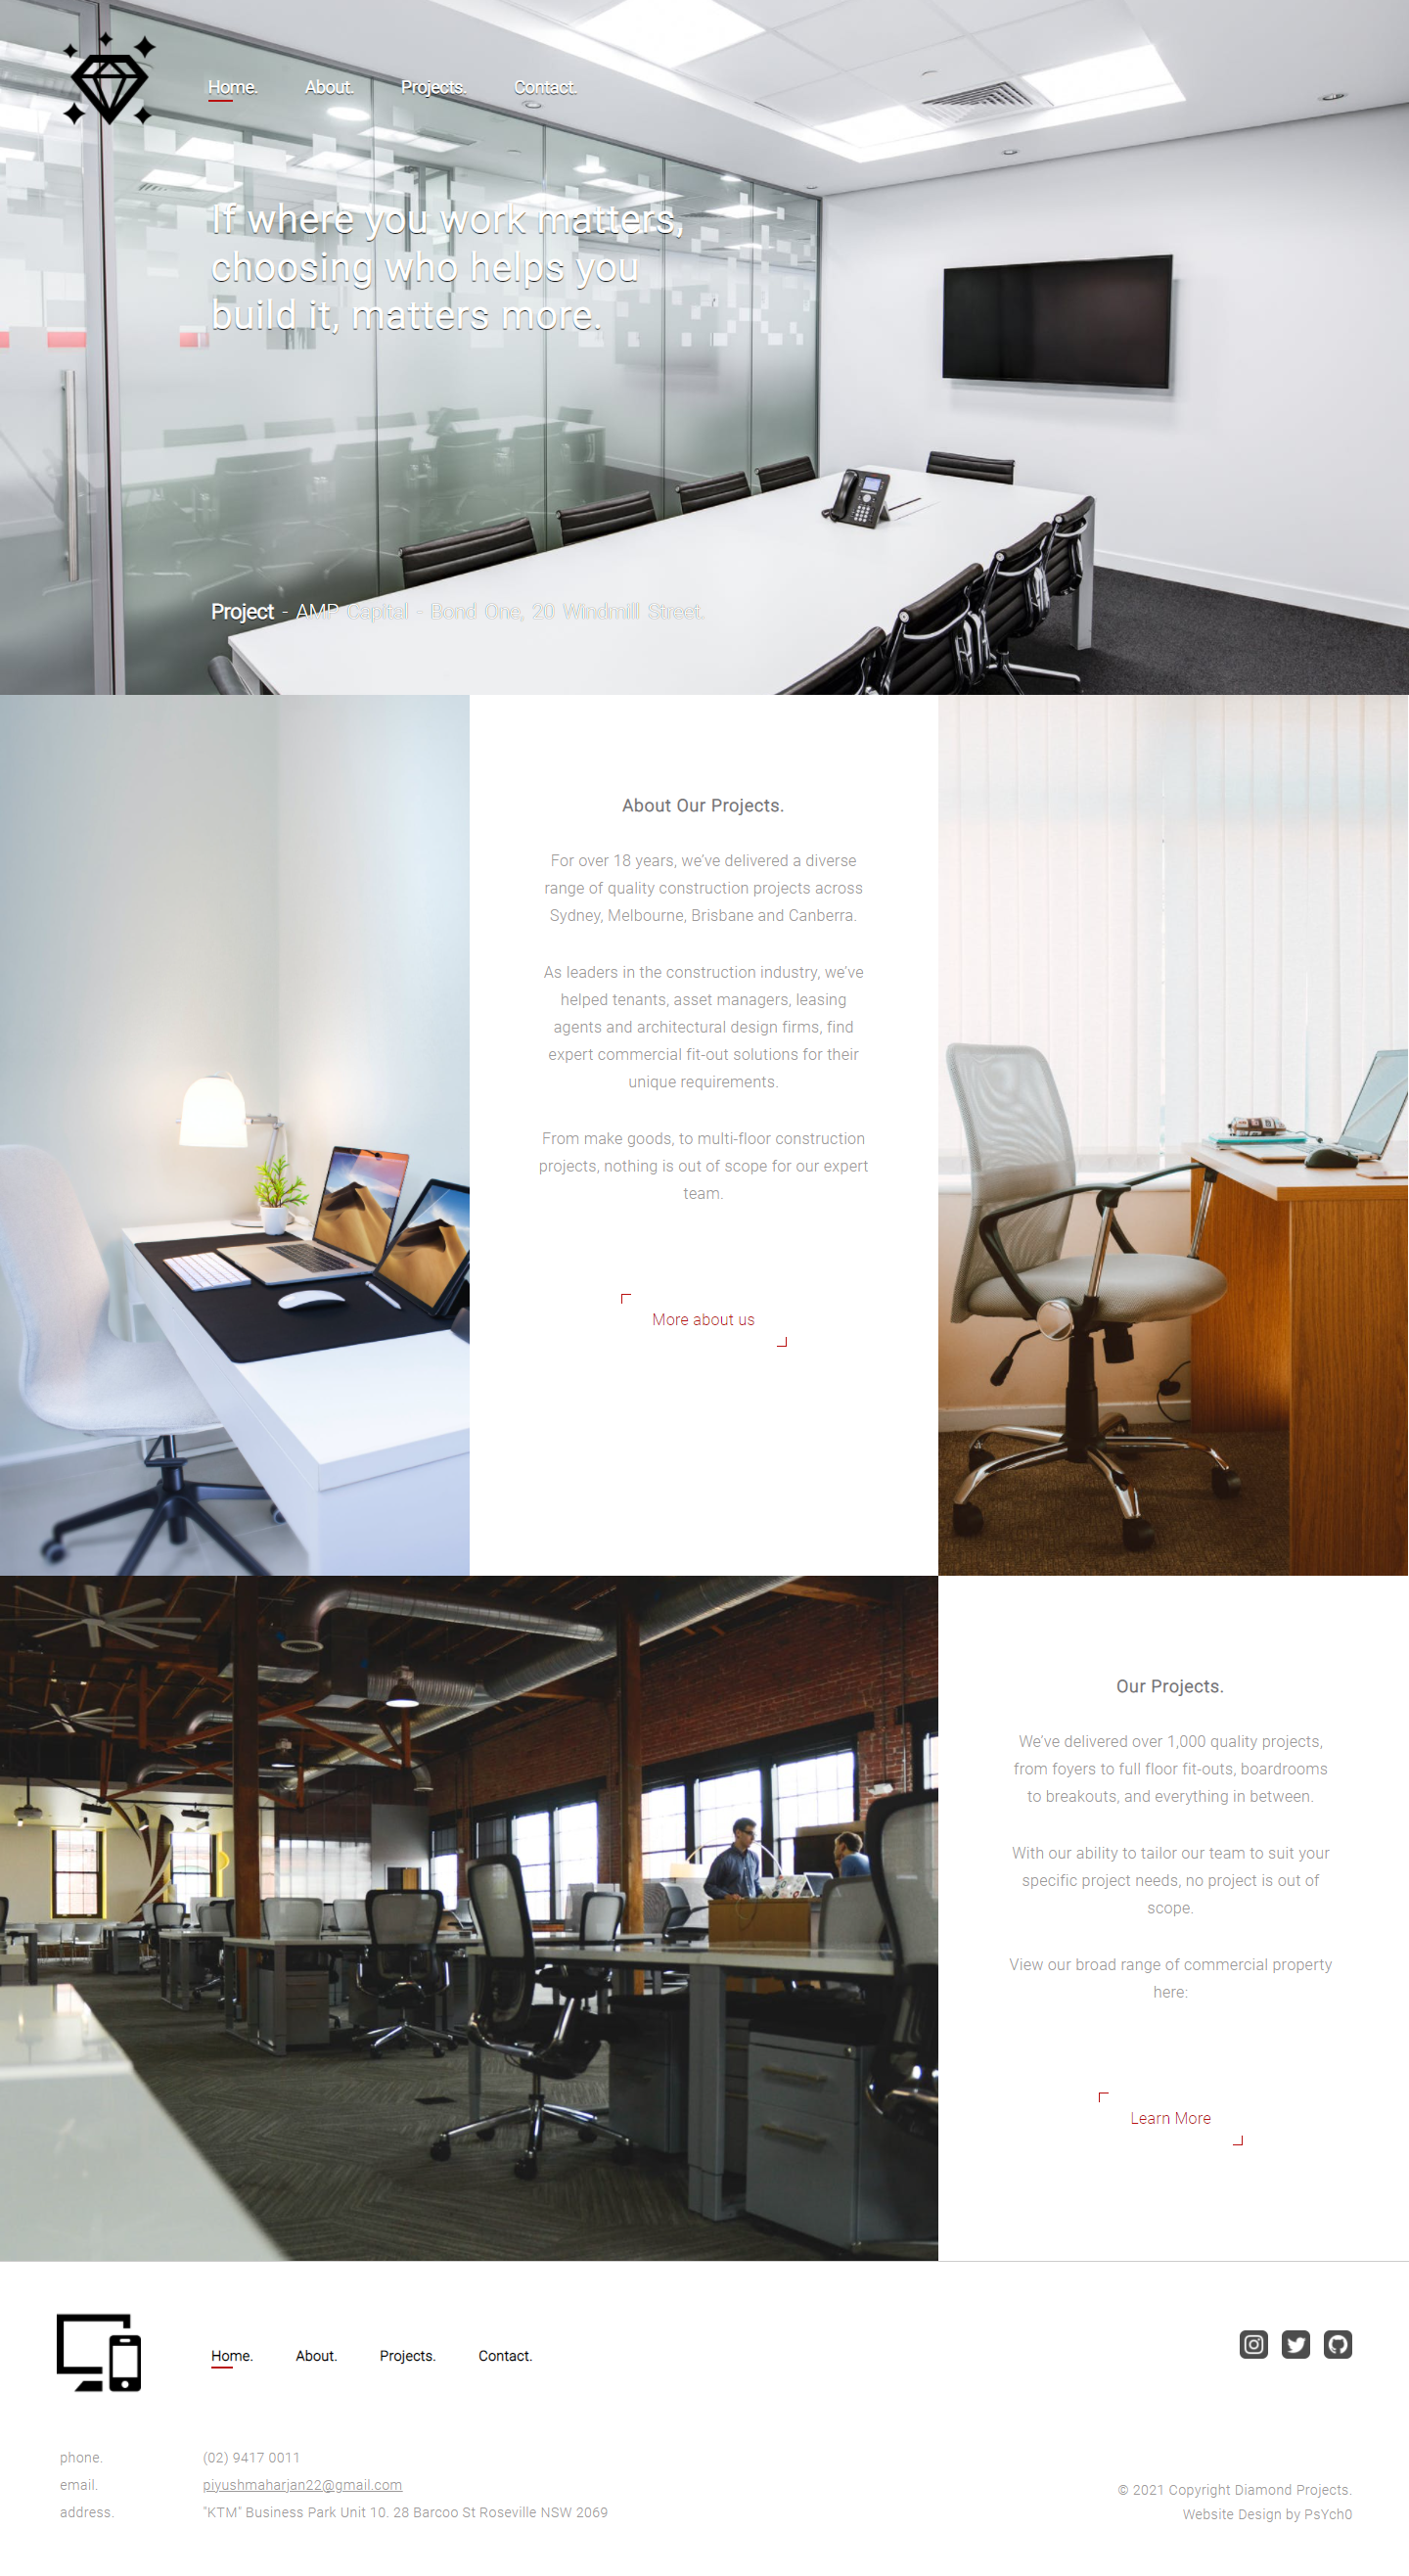 Home. About. Projects. Contact.
If where you work matters,
choosing who helps you
build it, matters more.
Project - AMP Capital - Bond One, 20 Windmill Street.
About Our Projects.
For over 18 years, we've delivered a diverse
range of quality construction projects across
Sydney, Melbourne, Brisbane and Canberra.
As leaders in the construction industry, we've
helped tenants, asset managers, leasing
agents and architectural design firms, find
expert commercial fit-out solutions for their
unique requirements.
From make goods, to multi-floor construction
projects, nothing is out of scope for our expert
team.
More about us
Our Projects.
We've delivered over 1,000 quality projects,
from foyers to full floor fit-outs, boardrooms
to breakouts, and everything in between.
With our ability to tailor our team to suit your
specific project needs, no project is out of
scope.
View our broad range of commercial property
here:
Learn More
Home. About. Projects. Contact.
phone. (02) 9417 0011
email. piyushmaharjan22@gmail.com
address. "KTM" Business Park Unit 10. 28 Barcoo St Roseville NSW 2069
© 2021 Copyright Diamond Projects.
Website Design by PsYch0